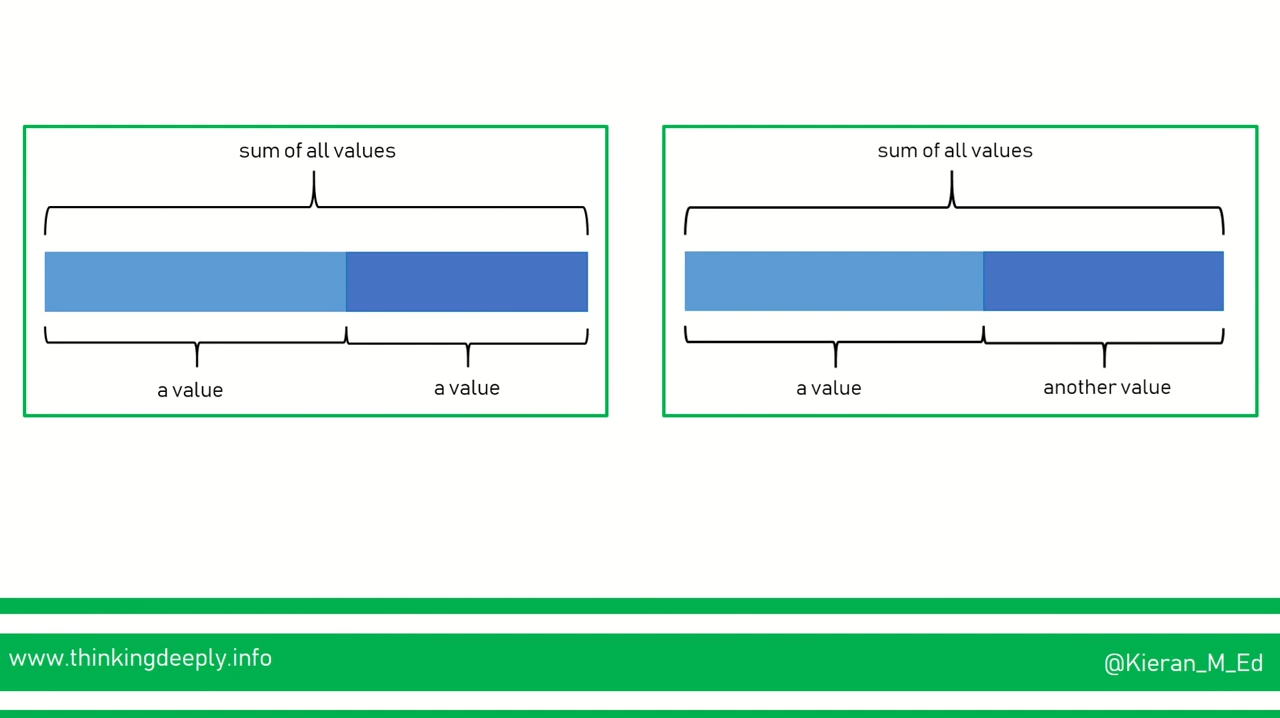 sum of all values
a value
a value
sum of all values
a value
another value
www.thinkingdeeply.info
@Kieran_M_Ed